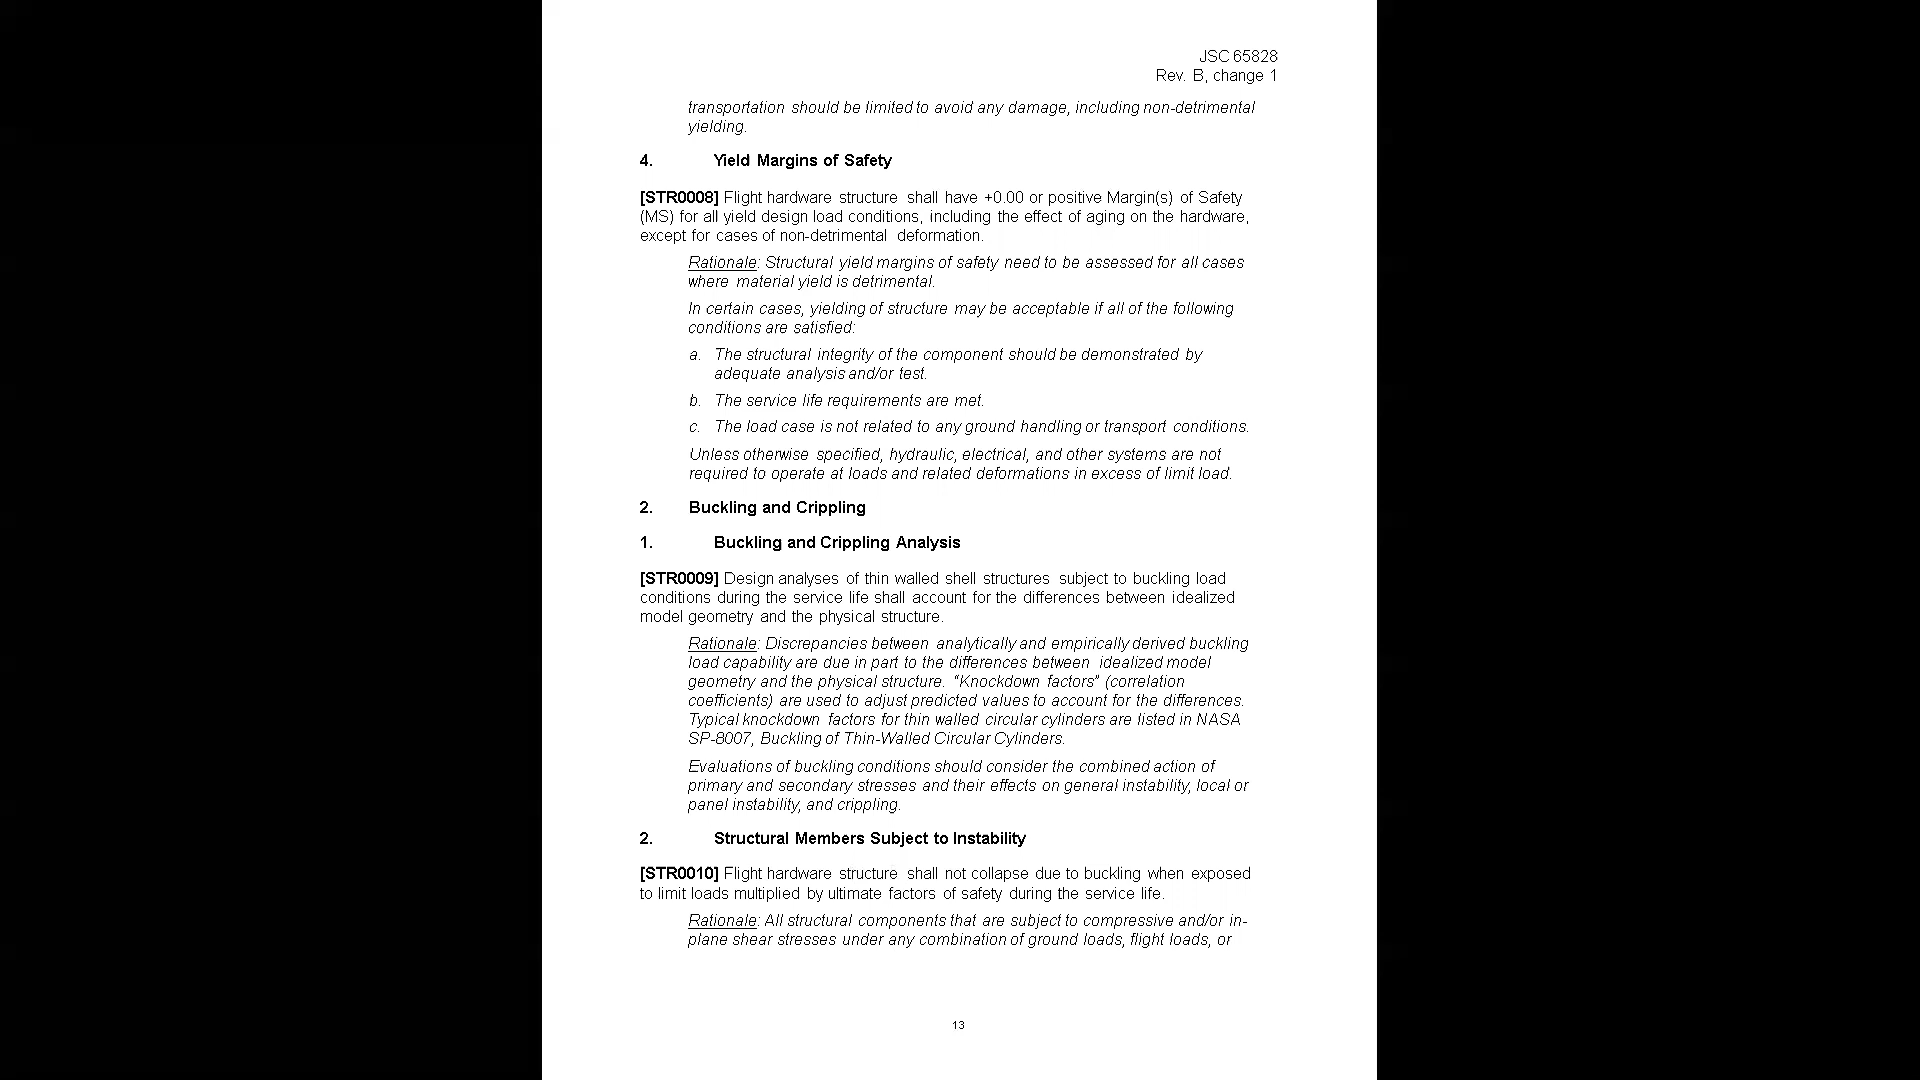 JSC 65828
Rev. B, change 1
transportation should be limited to avoid any damage, including non-detrimental
yielding.
4. Yield Margins of Safety
[STR0008] Flight hardware structure shall have +0.00 or positive Margin(s) of Safety
(MS) for all yield design load conditions, including the effect of aging on the hardware,
except for cases of non-detrimental deformation.
Rationale: Structural yield margins of safety need to be assessed for all cases
where material yield is detrimental.
In certain cases, yielding of structure may be acceptable if all of the following
conditions are satisfied:
a. The structural integrity of the component should be demonstrated by
adequate analysis and/or test.
b. The service life requirements are met.
c. The load case is not related to any ground handling or transport conditions.
Unless otherwise specified, hydraulic, electrical, and other systems are not
required to operate at loads and related deformations in excess of limit load.
2. Buckling and Crippling
1. Buckling and Crippling Analysis
[STR0009] Design analyses of thin walled shell structures subject to buckling load
conditions during the service life shall account for the differences between idealized
model geometry and the physical structure.
Rationale: Discrepancies between analytically and empirically derived buckling
load capability are due in part to the differences between idealized model
geometry and the physical structure. “Knockdown factors” (correlation
coefficients) are used to adjust predicted values to account for the differences.
Typical knockdown factors for thin walled circular cylinders are listed in NASA
SP-8007, Buckling of Thin-Walled Circular Cylinders.
Evaluations of buckling conditions should consider the combined action of
primary and secondary stresses and their effects on general instability, local or
panel instability, and crippling.
2. Structural Members Subject to Instability
[STR0010] Flight hardware structure shall not collapse due to buckling when exposed
to limit loads multiplied by ultimate factors of safety during the service life.
Rationale: All structural components that are subject to compressive and/or in-
plane shear stresses under any combination of ground loads, flight loads, or
13